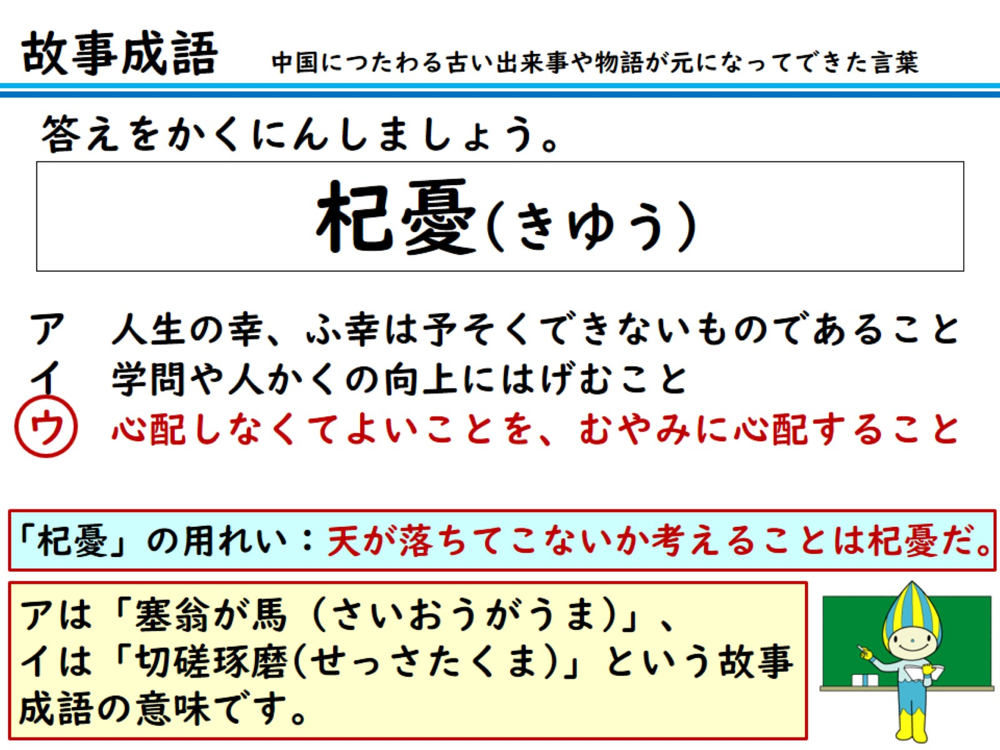 故事成語　中国につたわる古い出来事や物語が元になってできた言葉
答えをかくにんしましょう。
杞憂(きゆう)
ア　人生の幸、ふ幸は予そくできないものであること
イ　学問や人かくの向上にはげむこと
ウ　心配しなくてよいことを、むやみに心配すること
「杞憂」の用れい：天が落ちてこないか考えることは杞憂だ。
アは「塞翁が馬（さいおうがうま)」、
イは「切磋琢磨(せっさたくま)」という故事
成語の意味です。